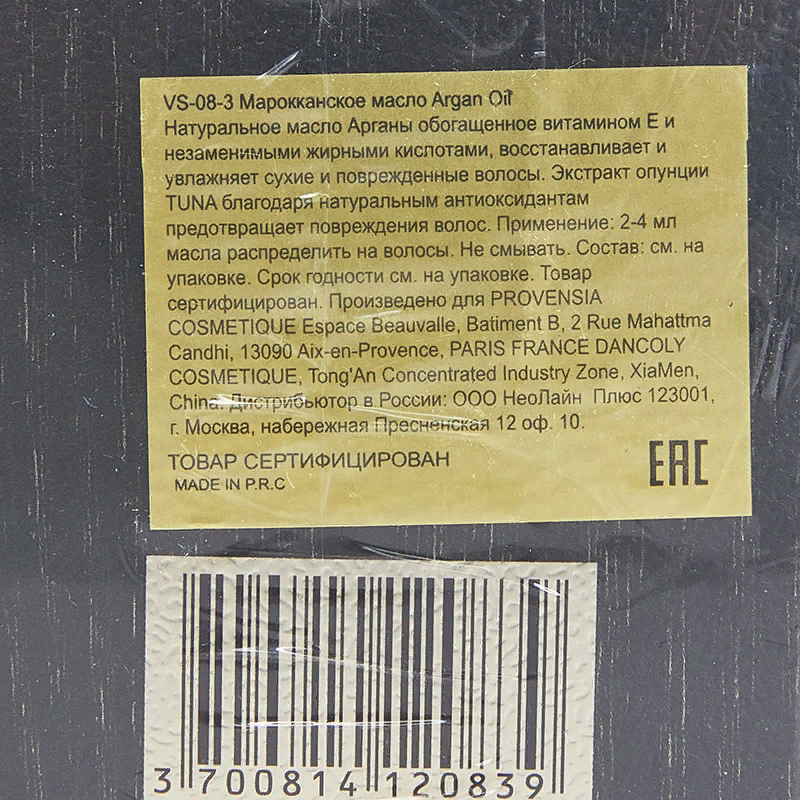 VS-08-3 Марокканское масло Argan Oil
Натуральное масло Арганы обогащенное витамином Е и
незаменимыми жирными кислотами, восстанавливает и
увлажняет сухие и поврежденные волосы. Экстракт опунции
TUNA благодаря натуральным антиоксидантам
предотвращает повреждения волос. Применение: 2-4 мл
масла распределить на волосы. Не смывать. Состав: см. на
упаковке. Срок годности см. на упаковке. Товар
сертифицирован. Произведено для PROVENSIA
COSMETIQUE Espace Beauvalle, Batiment B, 2 Rue Mahattma
Candhi, 13090 Aix-en-Provence, PARIS FRANCE DANCOLY
COSMETIQUE, Tong'An Concentrated Industry Zone, XiaMen,
China. Дистрибьютор в России: ООО НеоЛайн Плюс 123001,
г. Москва, набережная Пресненская 12 оф. 10.
ТОВАР СЕРТИФИЦИРОВАН
EAC
MADE IN P.R.C
3 700814 120839